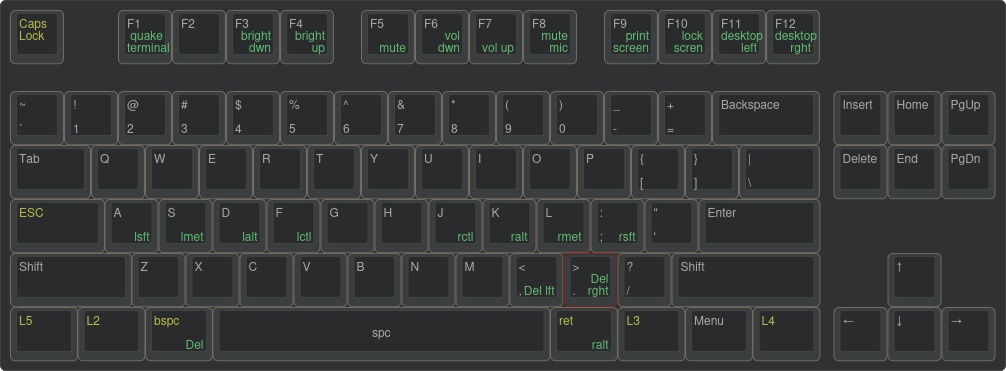 Caps
Lock
F1
quake
terminal
F2
F3
bright
dwn
F4
bright
up
F5
mute
F6
vol
dwn
F7
vol up
F8
mute
mic
F9
print
screen
F10
lock
scren
F11
desktop
left
F12
desktop
rght
~
`
!
1
@
2
#
3
$
4
%
5
^
6
&
7
*
8
(
9
)
0
_
-
+
=
Backspace
Insert
Home
PgUp
Tab
Q
W
E
R
T
Y
U
I
O
P
{
[
}
]
|
\
Delete
End
PgDn
ESC
A
lsft
S
lmet
D
lalt
F
lctl
G
H
J
rctl
K
ralt
L
rmet
:
; rsft
"
'
Enter
Shift
Z
X
C
V
B
N
M
<
, Del lft
>
Del
. rght
?
/
Shift
↑
L5
L2
bspc
Del
spc
ret
ralt
L3
Menu
L4
←
↓
→